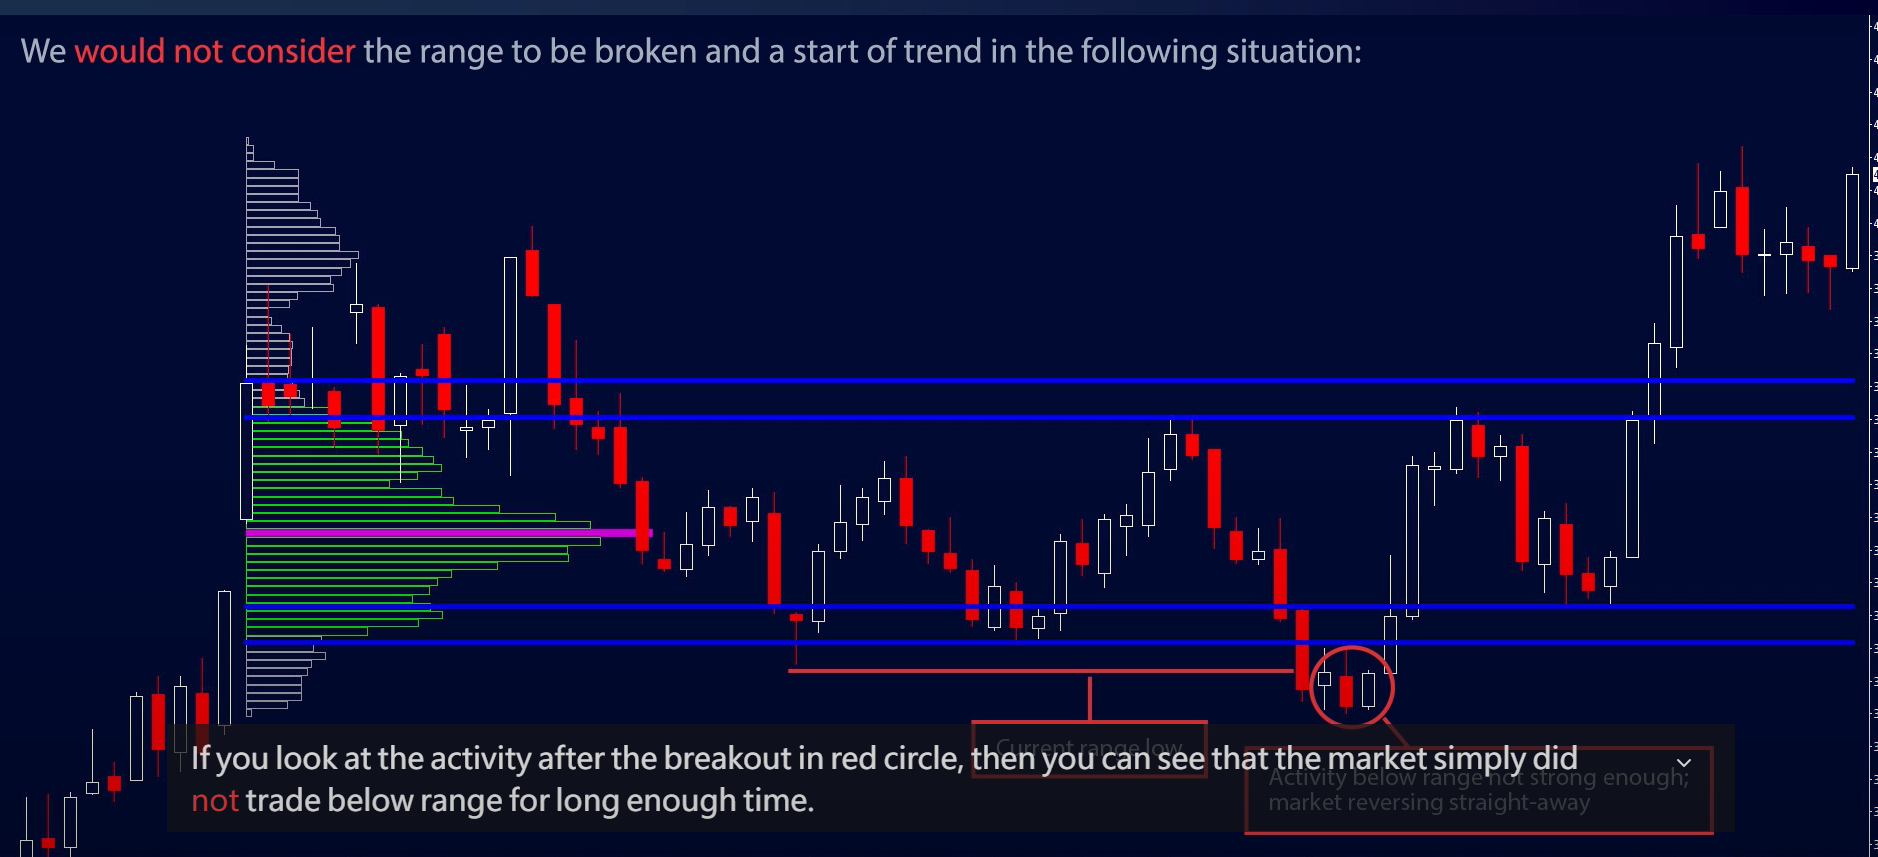 We would not consider the range to be broken and a start of trend in the following situation:
Current range low
If you look at the activity after the breakout in red circle, then you can see that the market simply did
not trade below range for long enough time.
Activity below range not strong enough;
market reversing straight-away